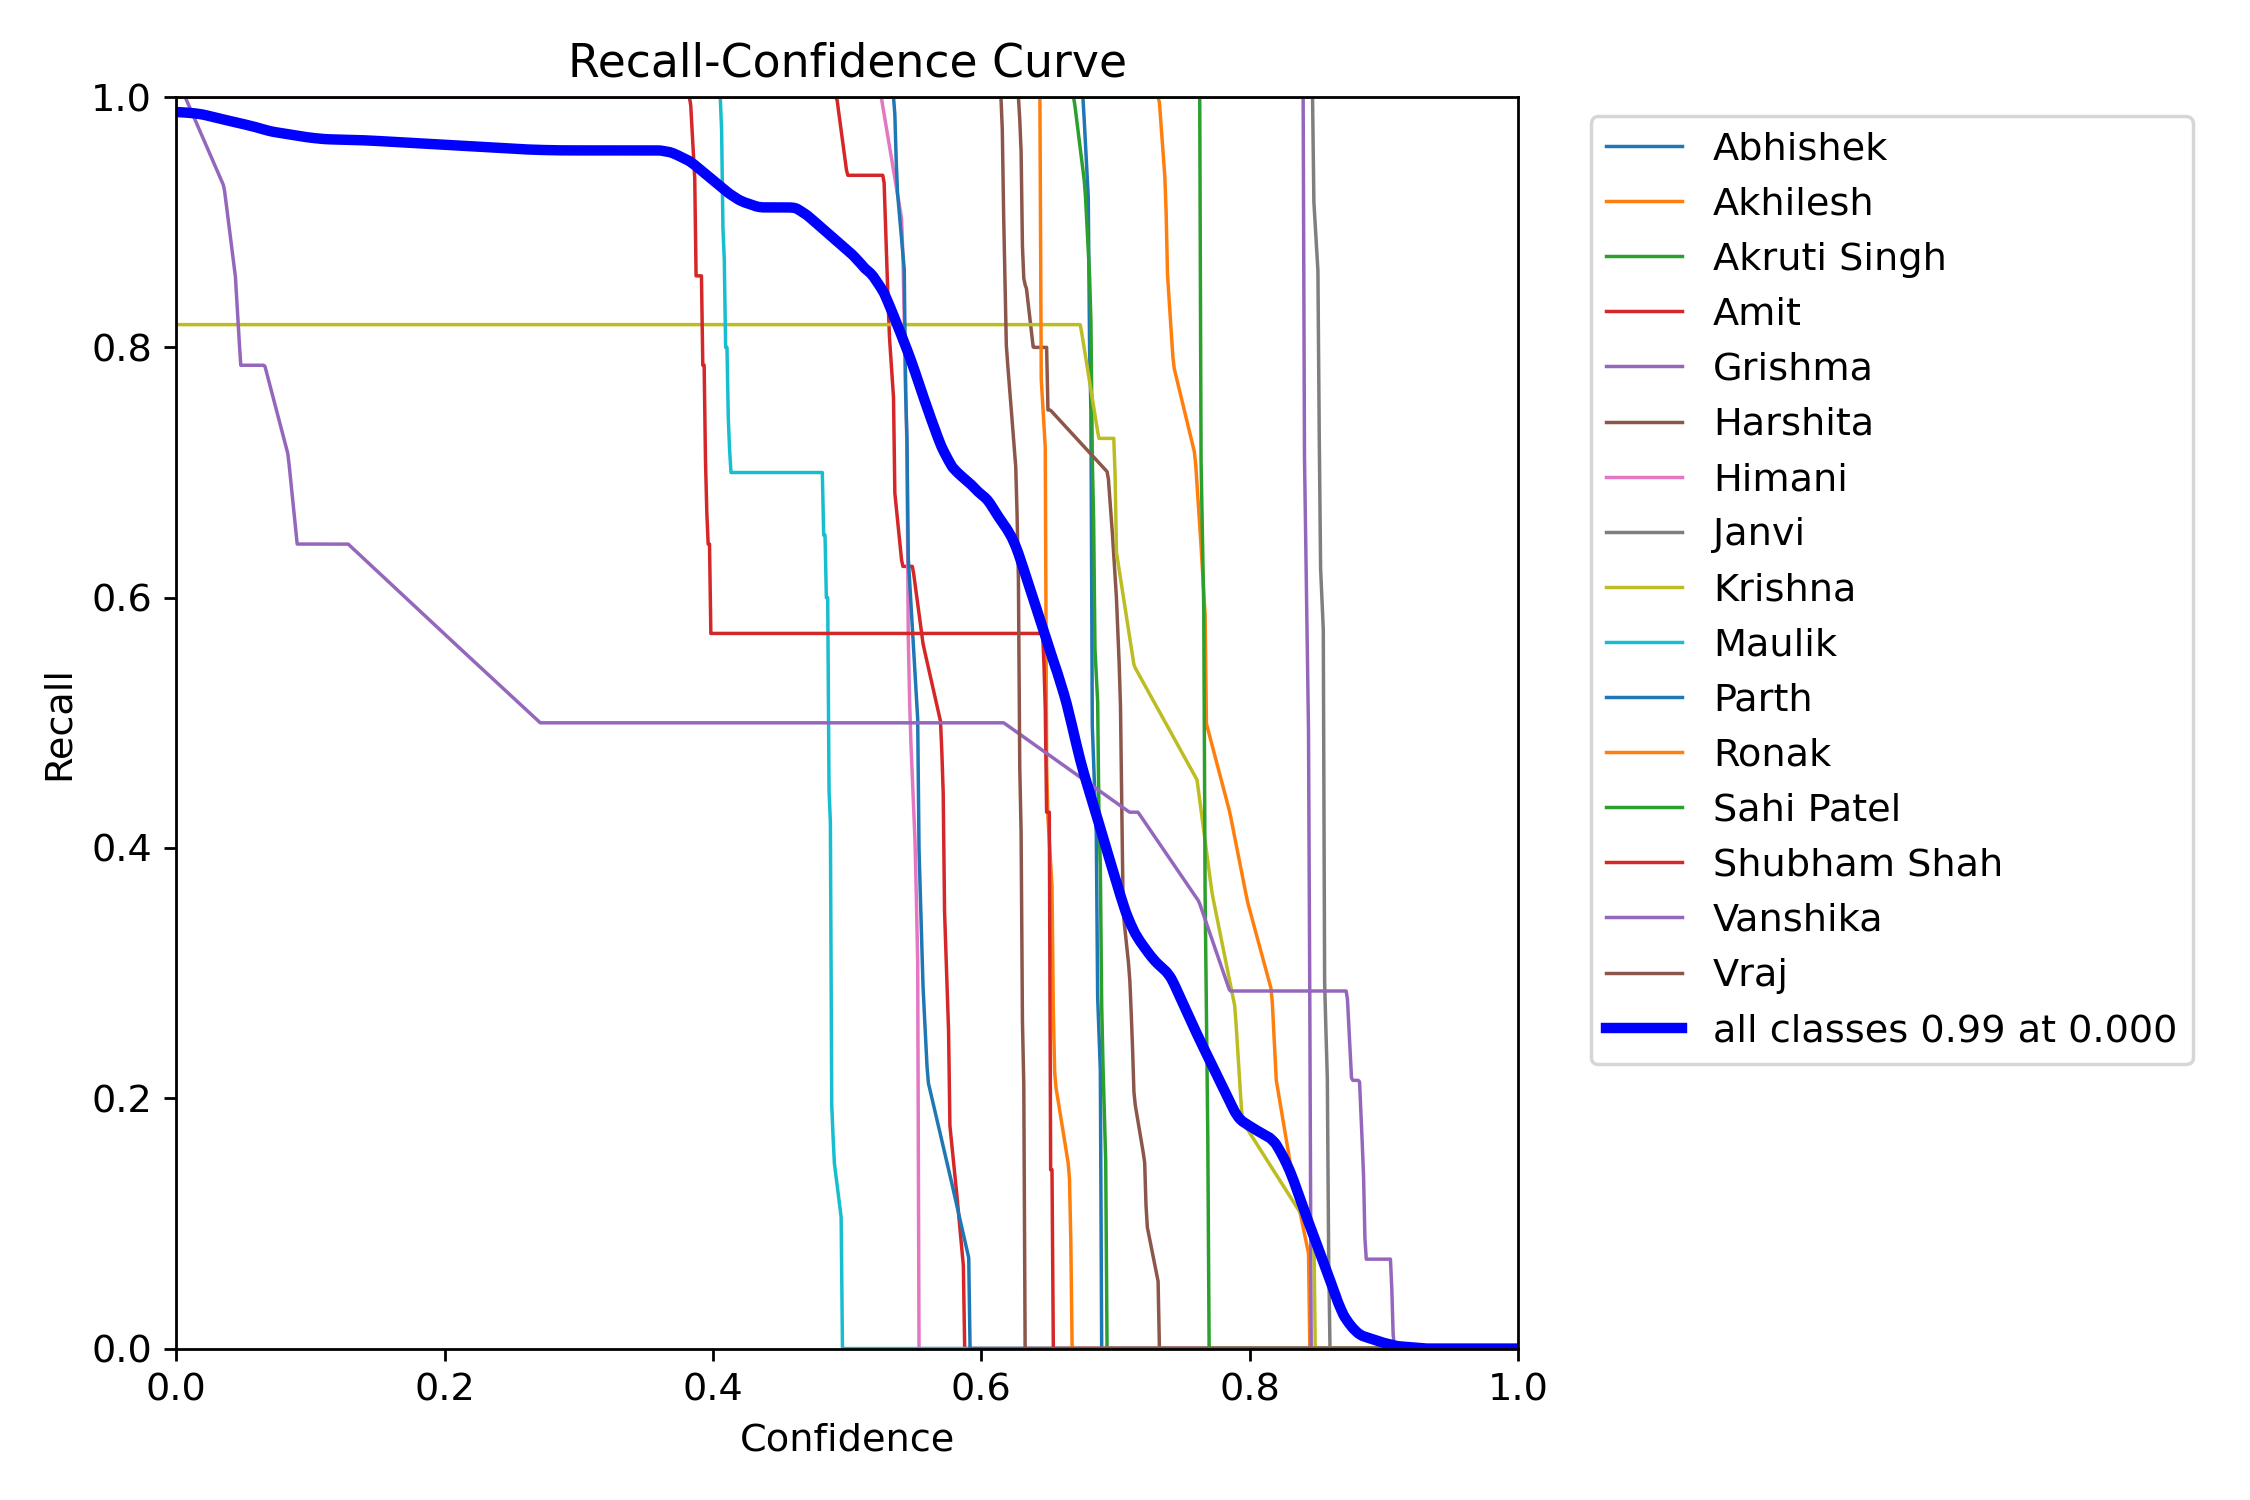 Recall-Confidence Curve
1.0
0.8
0.6
0.4
0.2
0.0
Recall
0.0 0.2 0.4 0.6 0.8 1.0
Confidence
Abhishek
Akhilesh
Akruti Singh
Amit
Grishma
Harshita
Himani
Janvi
Krishna
Maulik
Parth
Ronak
Sahi Patel
Shubham Shah
Vanshika
Vraj
all classes 0.99 at 0.000